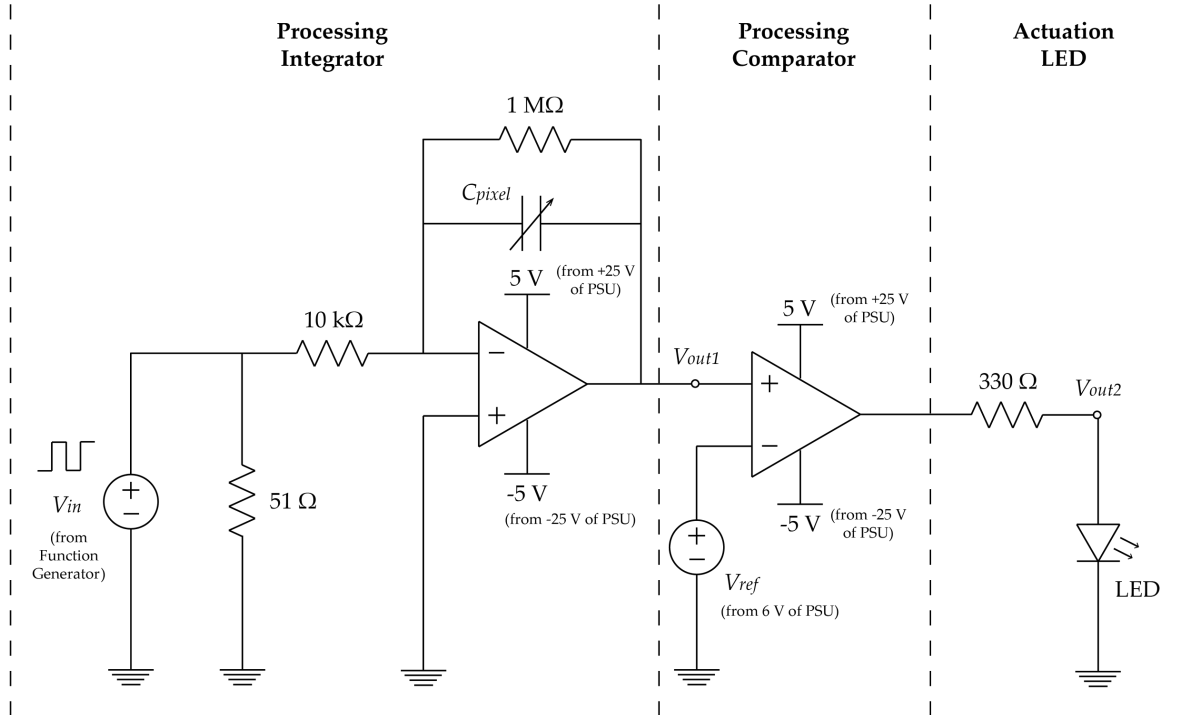 Processing
Integrator
Processing
Comparator
Actuation
LED
1 MΩ
Cpixel
5 V
(from +25 V
of PSU)
10 kΩ
−
+
-5 V
(from -25 V of PSU)
Vin
(from
Function
Generator)
+
−
51 Ω
Vout1
5 V
(from +25 V
of PSU)
+
−
-5 V
(from -25 V
of PSU)
+
−
Vref
(from 6 V of PSU)
330 Ω
Vout2
LED